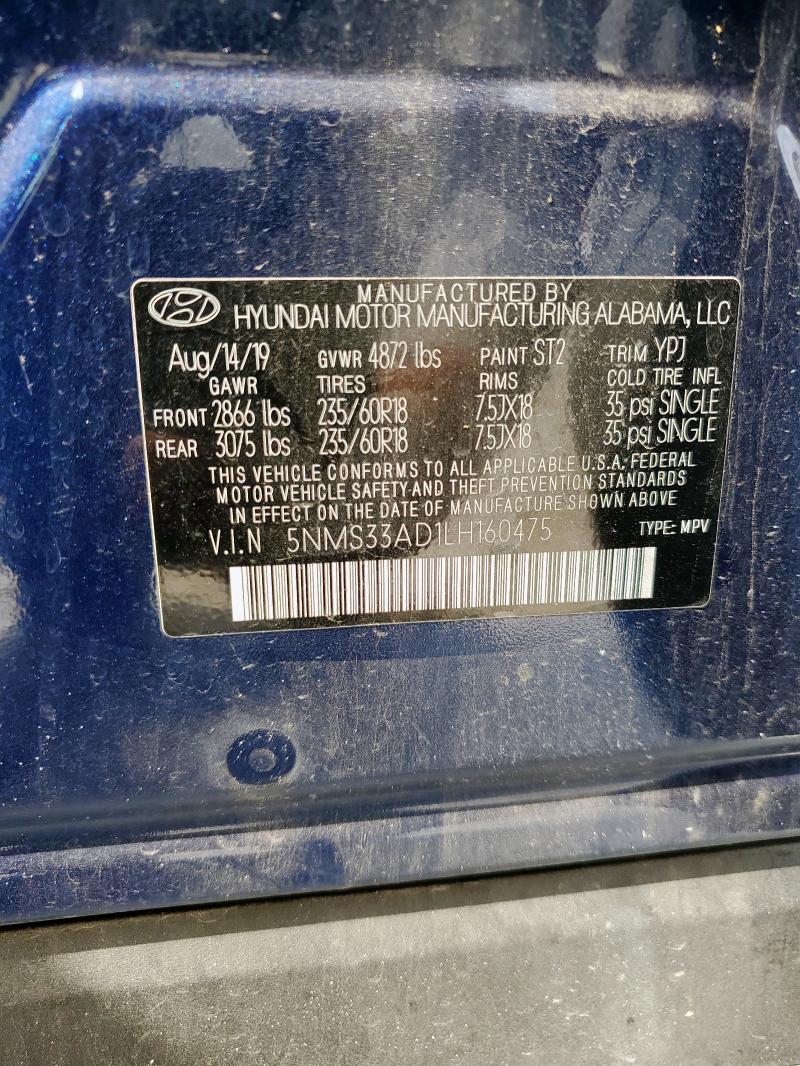 MANUFACTURED BY
HYUNDAI MOTOR MANUFACTURING ALABAMA, LLC
Aug/14/19 GVWR 4872 lbs PAINT ST2 TRIM YPJ
GAWR TIRES RIMS COLD TIRE INFL
FRONT 2866 lbs 235/60R18 7.5JX18 35 psi SINGLE
REAR 3075 lbs 235/60R18 7.5JX18 35 psi SINGLE
THIS VEHICLE CONFORMS TO ALL APPLICABLE U.S.A. FEDERAL
MOTOR VEHICLE SAFETY AND THEFT PREVENTION STANDARDS
IN EFFECT ON THE DATE OF MANUFACTURE SHOWN ABOVE
V.I.N 5NMS33AD1LH160475 TYPE: MPV